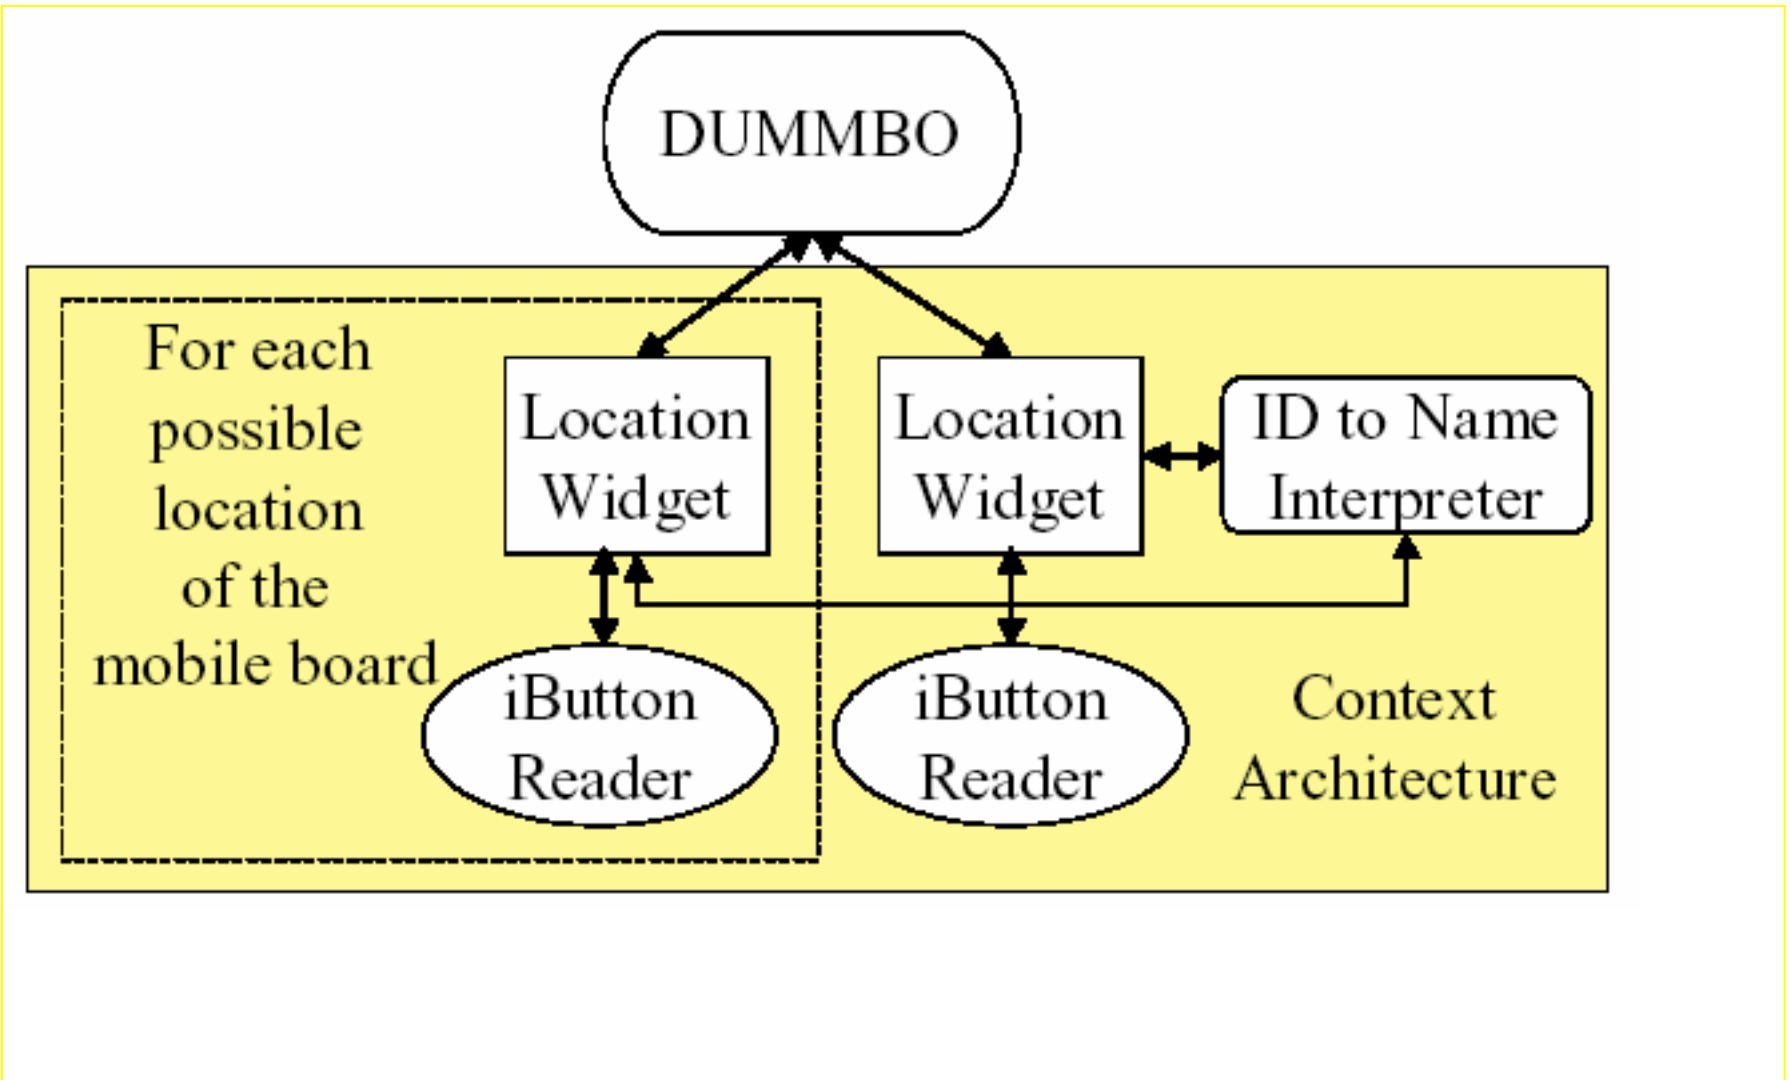 DUMMBO
For each
possible
location
of the
mobile board
Location
Widget
Location
Widget
ID to Name
Interpreter
iButton
Reader
iButton
Reader
Context
Architecture